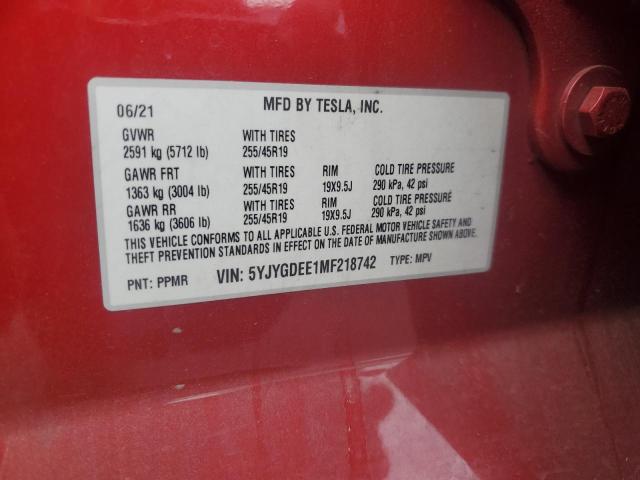 06/21 MFD BY TESLA, INC.
GVWR WITH TIRES
2591 kg (5712 lb) 255/45R19
GAWR FRT WITH TIRES RIM COLD TIRE PRESSURE
1363 kg (3004 lb) 255/45R19 19X9.5J 290 kPa, 42 psi
GAWR RR WITH TIRES RIM COLD TIRE PRESSURE
1636 kg (3606 lb) 255/45R19 19X9.5J 290 kPa, 42 psi
THIS VEHICLE CONFORMS TO ALL APPLICABLE U.S. FEDERAL MOTOR VEHICLE SAFETY AND
THEFT PREVENTION STANDARDS IN EFFECT ON THE DATE OF MANUFACTURE SHOWN ABOVE.
PNT: PPMR VIN: 5YJYGDEE1MF218742 TYPE: MPV